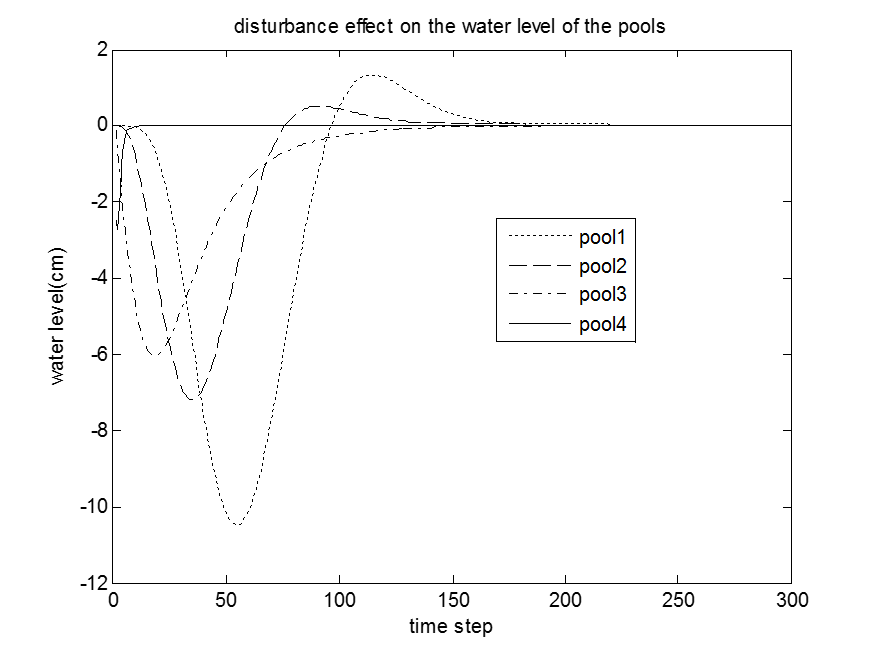 disturbance effect on the water level of the pools
2
0
-2
-4
-6
-8
-10
-12
water level(cm)
pool1
pool2
pool3
pool4
0 50 100 150 200 250 300
time step